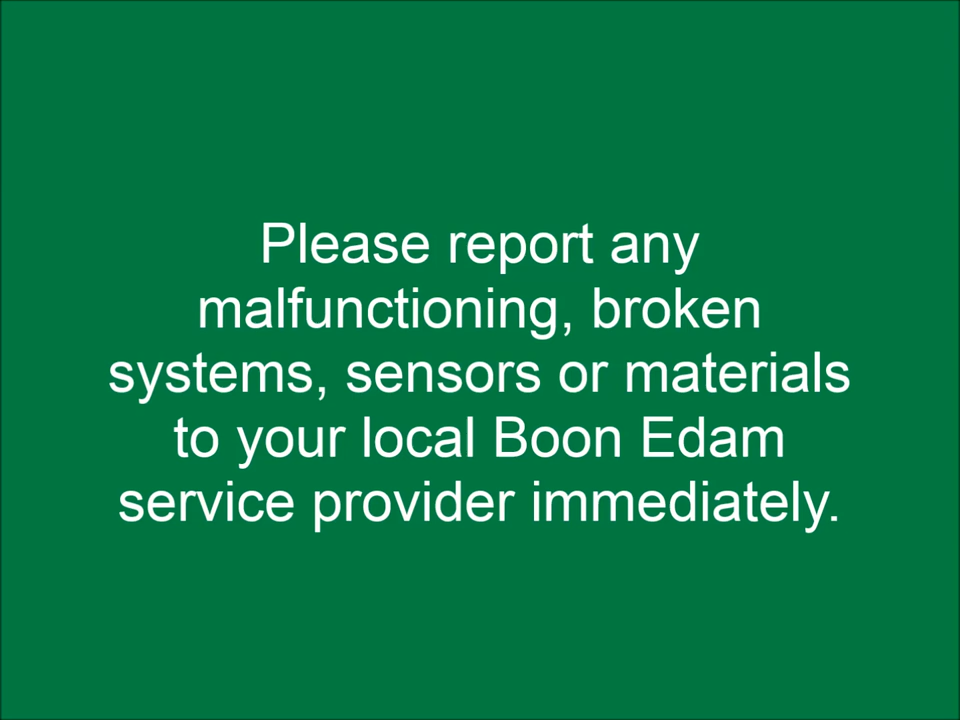 Please report any
malfunctioning, broken
systems, sensors or materials
to your local Boon Edam
service provider immediately.